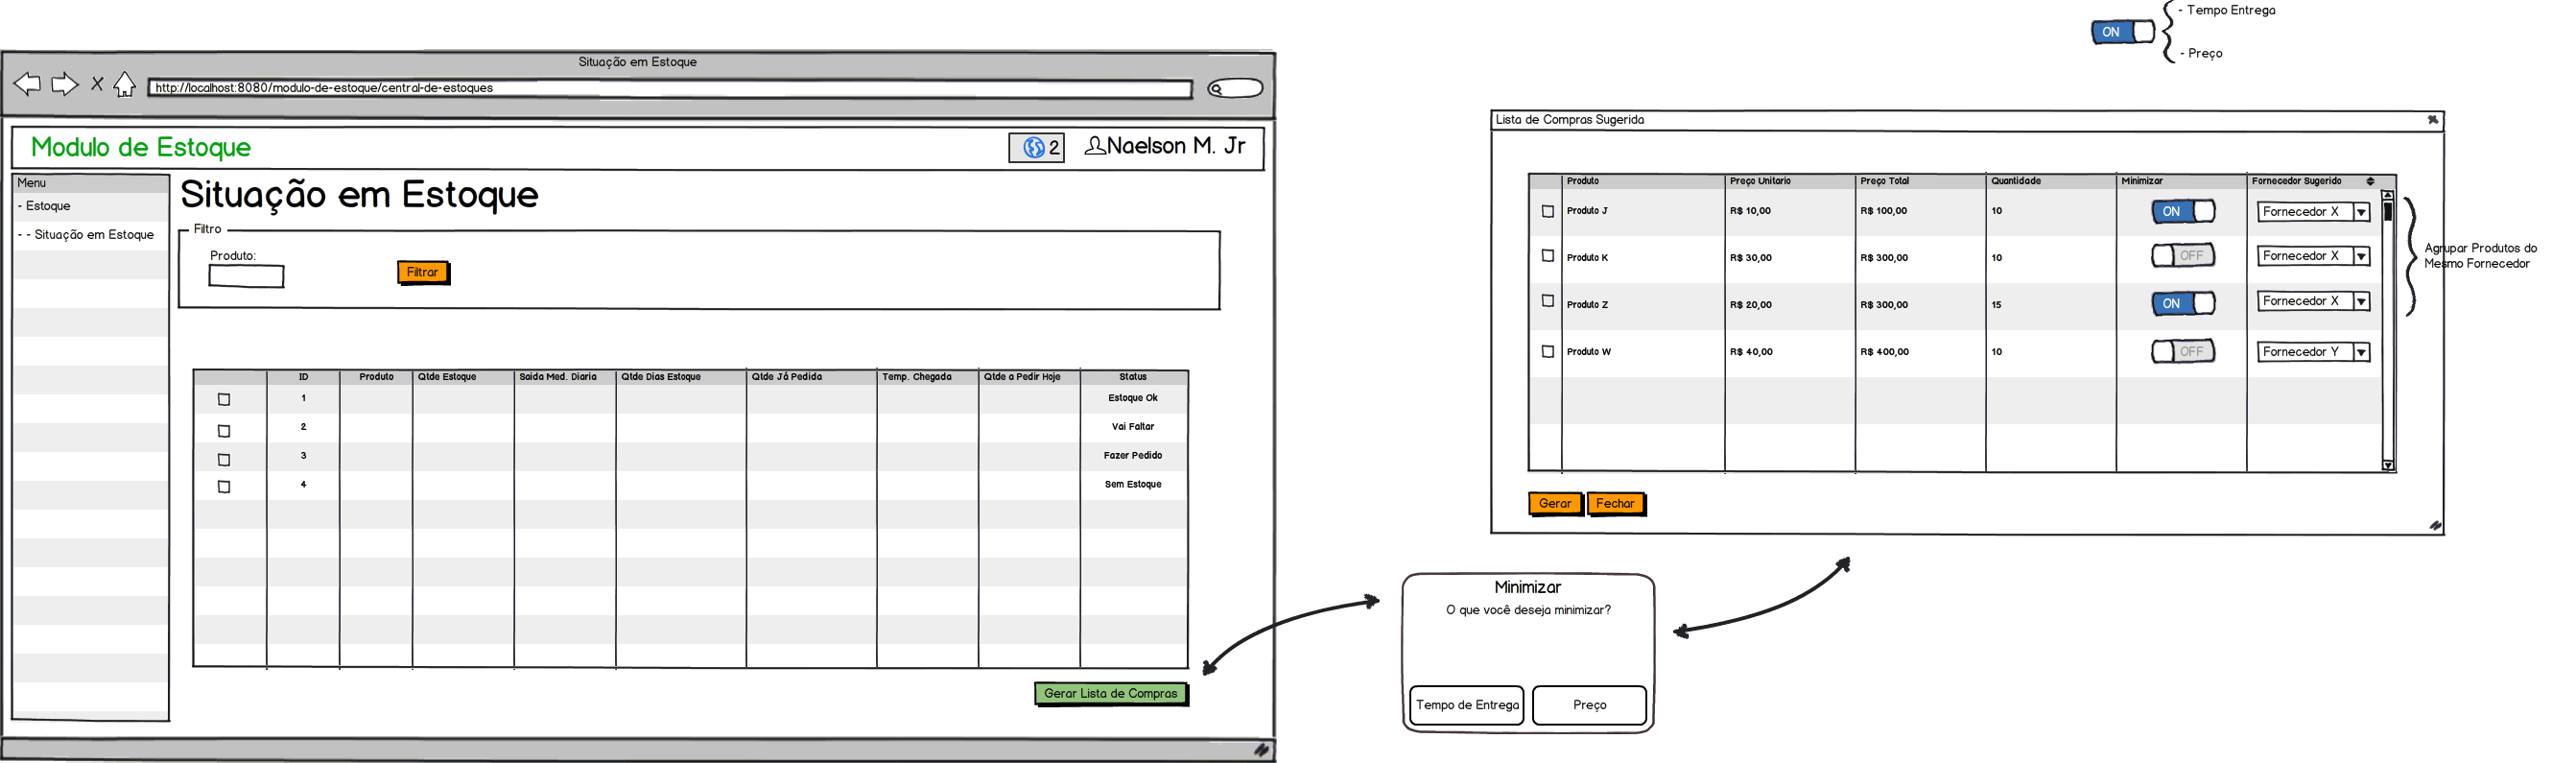 Situação em Estoque
http://localhost:8080/modulo-de-estoque/central-de-estoques
Modulo de Estoque
2
Naelson M. Jr
Menu
- Estoque
- - Situação em Estoque
Situação em Estoque
Filtro
Produto:
Filtrar
ID Produto Qtde Estoque Saida Med. Diaria Qtde Dias Estoque Qtde Já Pedida Temp. Chegada Qtde a Pedir Hoje Status
1 Estoque Ok
2 Vai Faltar
3 Fazer Pedido
4 Sem Estoque
Gerar Lista de Compras
Minimizar
O que você deseja minimizar?
Tempo de Entrega Preço
ON
- Tempo Entrega
- Preço
Lista de Compras Sugerida
Produto Preço Unitario Preço Total Quantidade Minimizar Fornecedor Sugerido
Produto J R$ 10,00 R$ 100,00 10 ON Fornecedor X
Produto K R$ 30,00 R$ 300,00 10 OFF Fornecedor X
Produto Z R$ 20,00 R$ 300,00 15 ON Fornecedor X
Produto W R$ 40,00 R$ 400,00 10 OFF Fornecedor Y
Agrupar Produtos do
Mesmo Fornecedor
Gerar Fechar